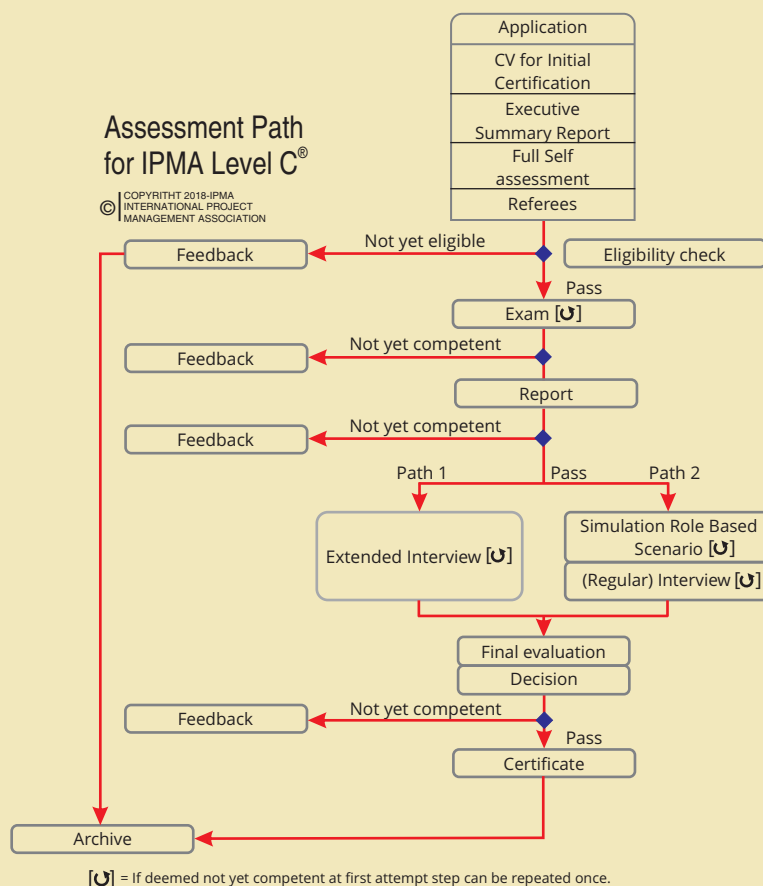 Application
CV for Initial
Certification
Executive
Summary Report
Full Self
assessment
Referees
Assessment Path
for IPMA Level C®
© COPYRITHT 2018-IPMA
INTERNATIONAL PROJECT
MANAGEMENT ASSOCIATION
Not yet eligible
Feedback
Eligibility check
Pass
Exam [↺]
Not yet competent
Feedback
Report
Not yet competent
Feedback
Path 1
Pass
Path 2
Extended Interview [↺]
Simulation Role Based
Scenario [↺]
(Regular) Interview [↺]
Final evaluation
Decision
Not yet competent
Feedback
Pass
Certificate
Archive
[↺] = If deemed not yet competent at first attempt step can be repeated once.